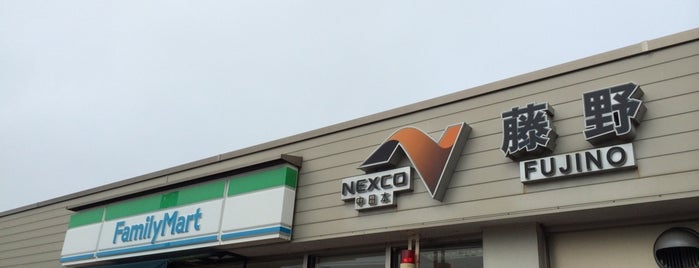 FamilyMart
NEXCO
中日本
藤野
FUJINO